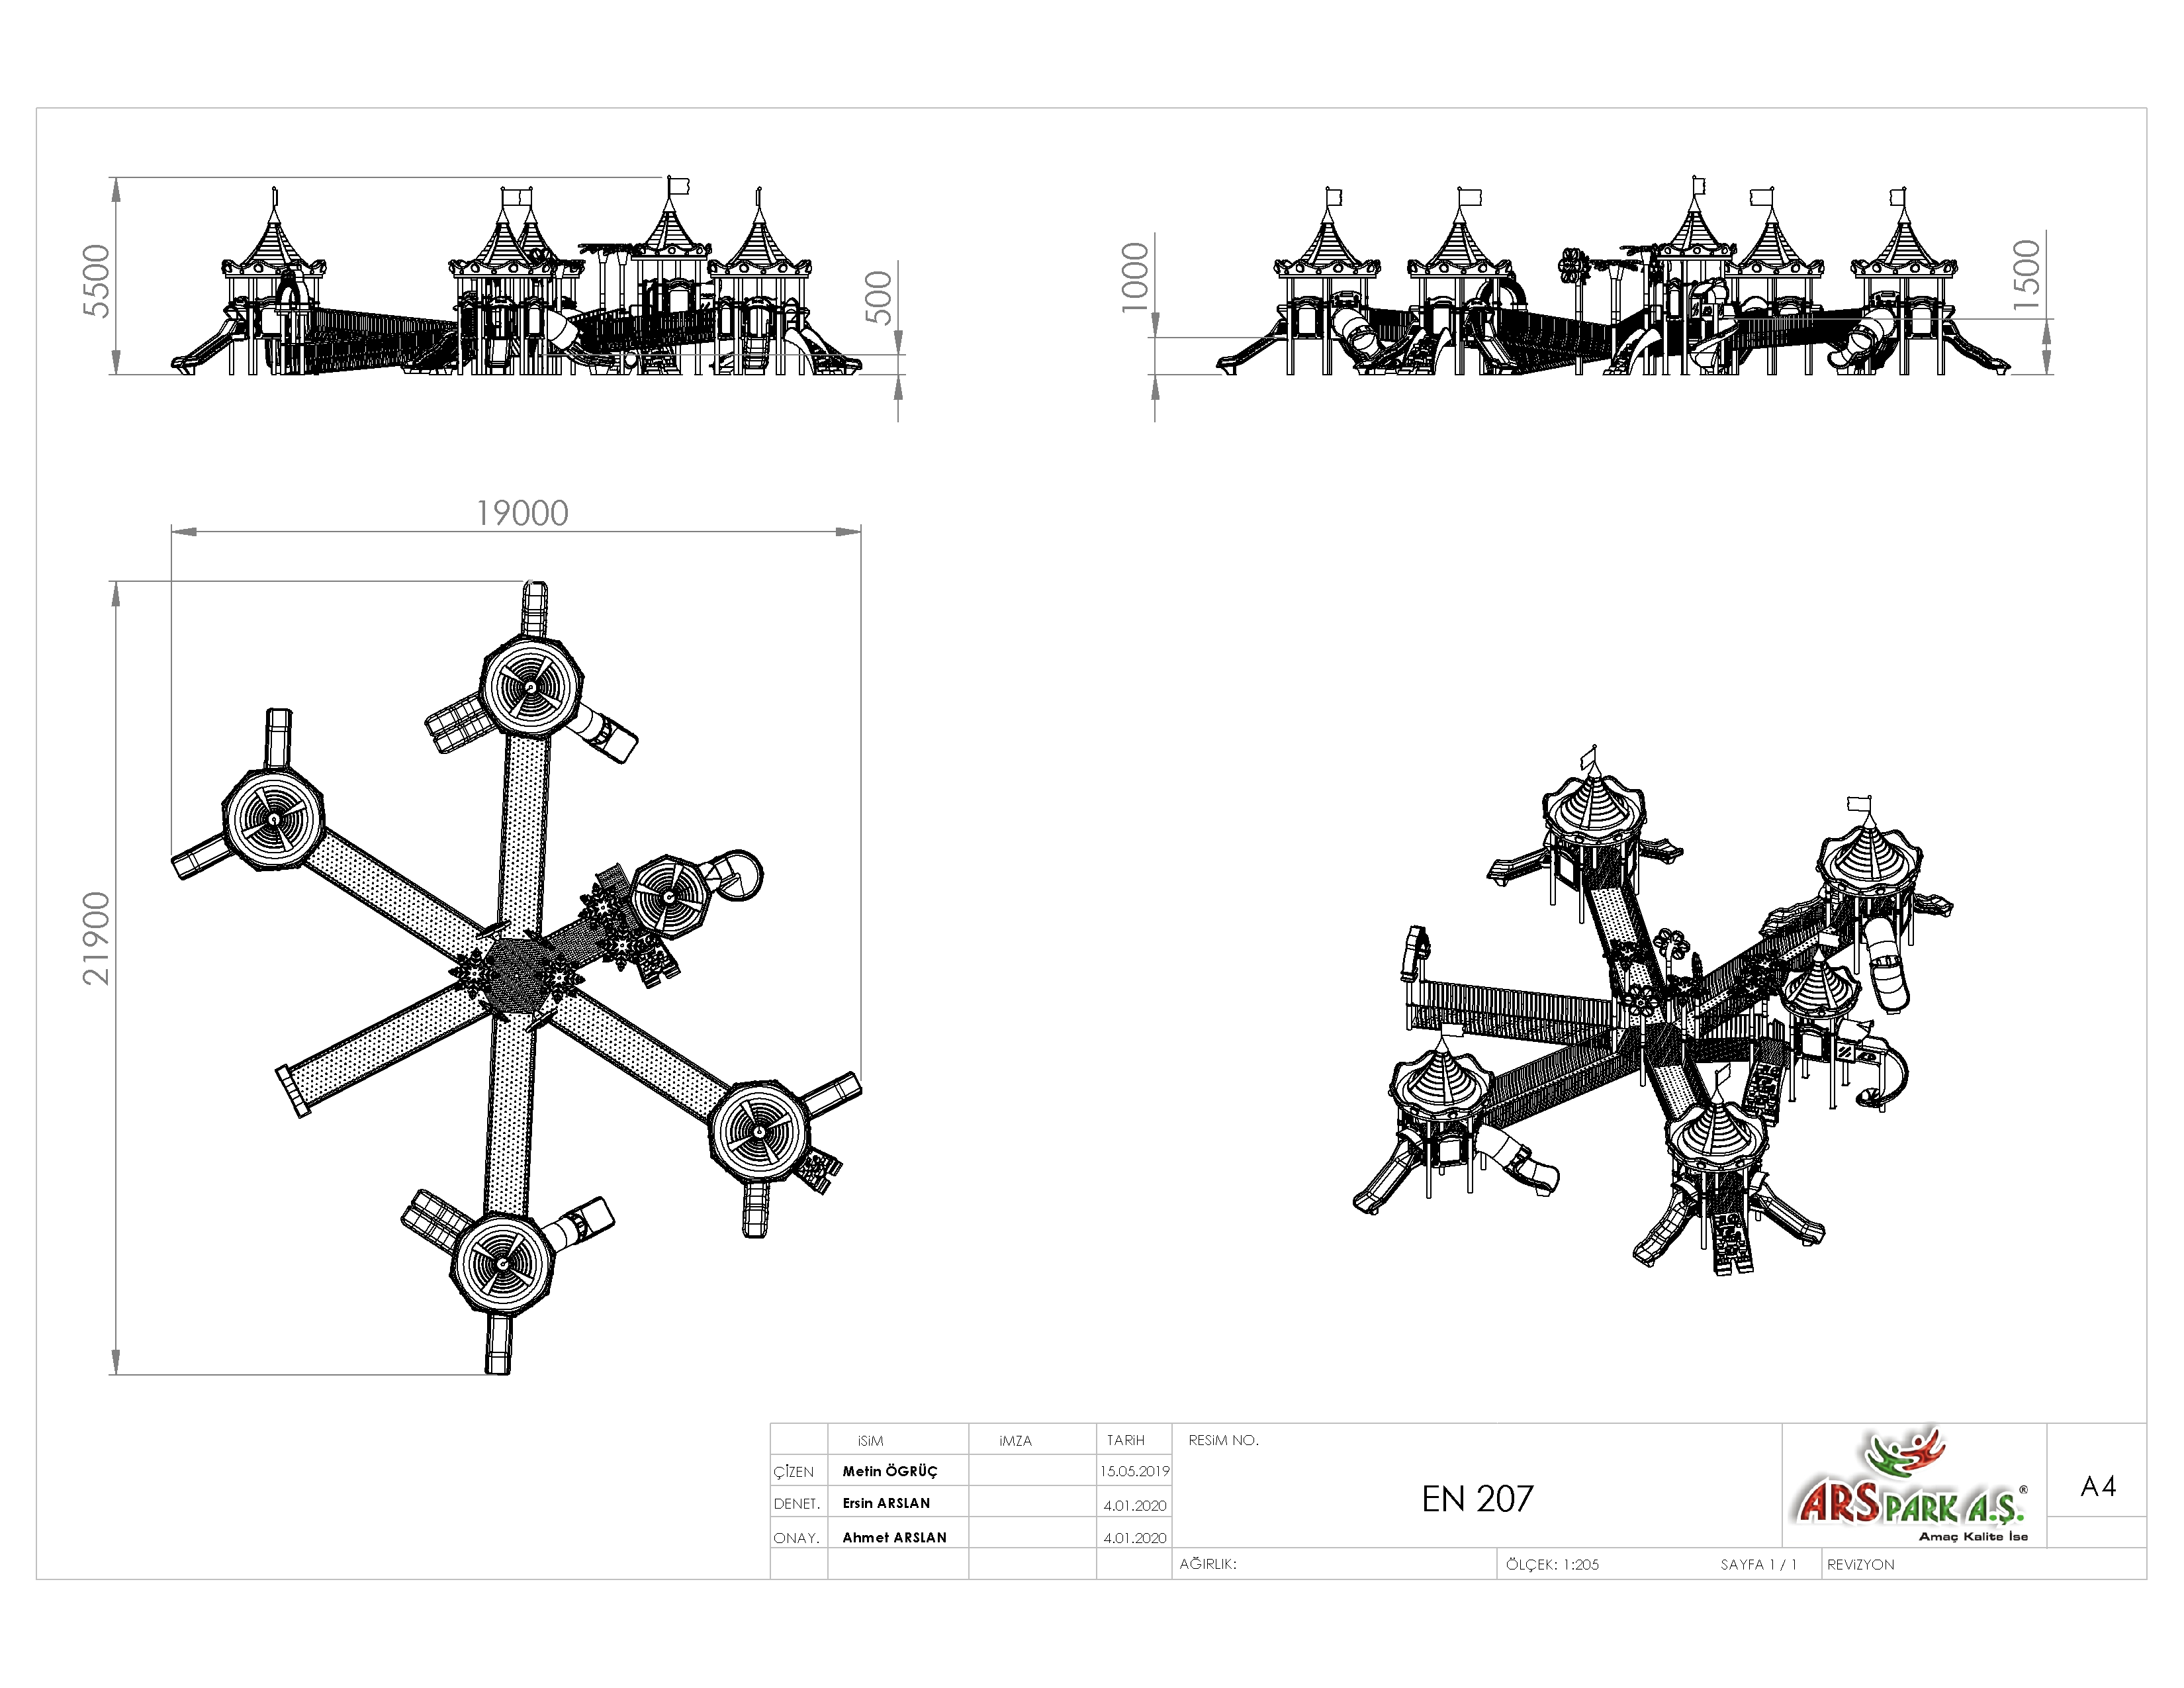 5500
500
1000
1500
19000
21900
İSİM İMZA TARİH RESİM NO.
ÇİZEN Metin ÖGRÜÇ 15.05.2019
DENET. Ersin ARSLAN 4.01.2020
ONAY. Ahmet ARSLAN 4.01.2020
EN 207
ARSPARK A.Ş.®
Amaç Kalite İse
A4
AĞIRLIK: ÖLÇEK: 1:205 SAYFA 1 / 1 REVİZYON